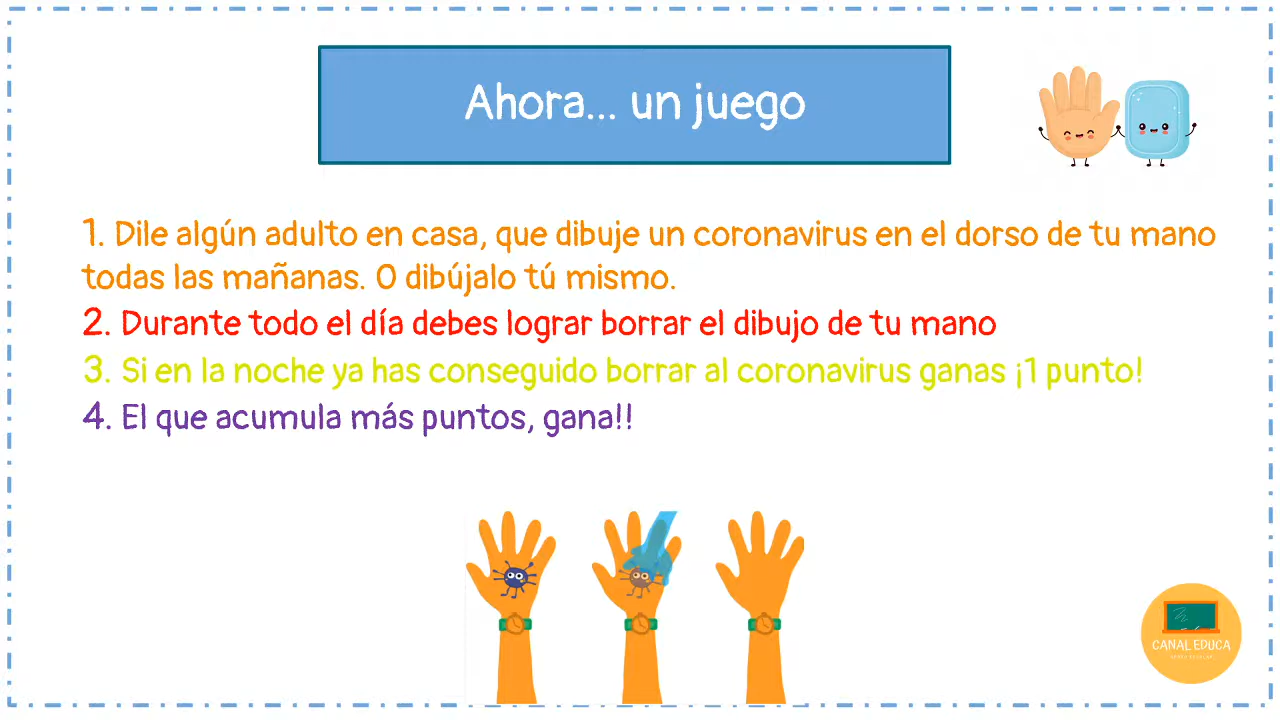 Ahora... un juego
1. Dile algún adulto en casa, que dibuje un coronavirus en el dorso de tu mano
todas las mañanas. O dibújalo tú mismo.
2. Durante todo el día debes lograr borrar el dibujo de tu mano
3. Si en la noche ya has conseguido borrar al coronavirus ganas ¡1 punto!
4. El que acumula más puntos, gana!!
CANAL EDUCA